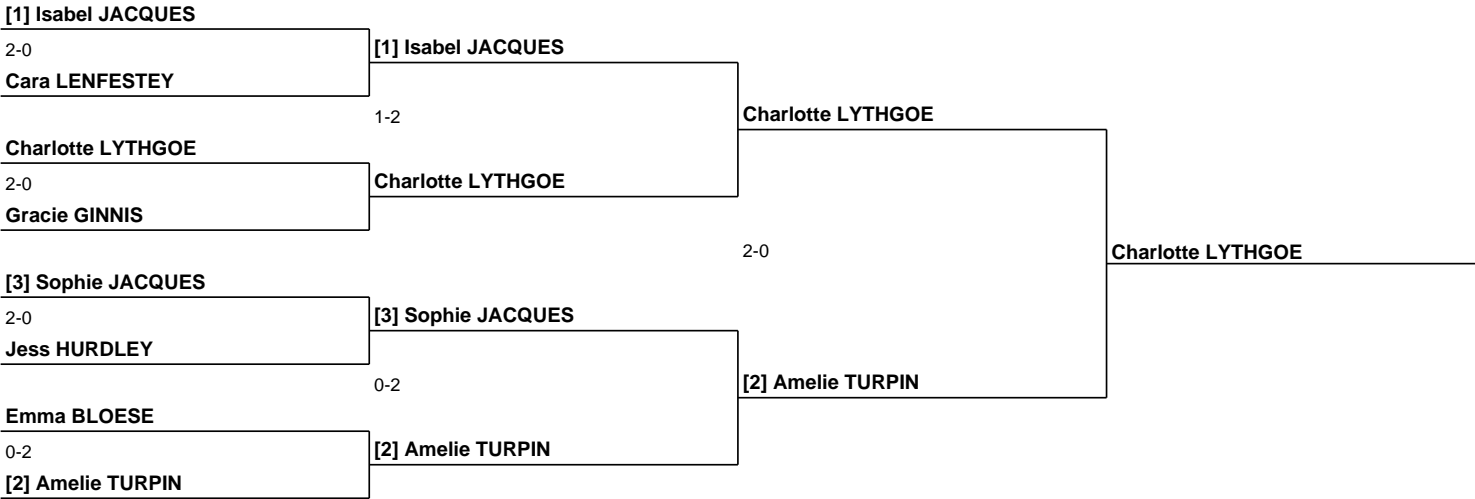 [1] Isabel JACQUES
2-0
Cara LENFESTEY
[1] Isabel JACQUES
1-2
Charlotte LYTHGOE
2-0
Gracie GINNIS
Charlotte LYTHGOE
Charlotte LYTHGOE
2-0
[3] Sophie JACQUES
2-0
Jess HURDLEY
[3] Sophie JACQUES
0-2
Emma BLOESE
0-2
[2] Amelie TURPIN
[2] Amelie TURPIN
[2] Amelie TURPIN
Charlotte LYTHGOE